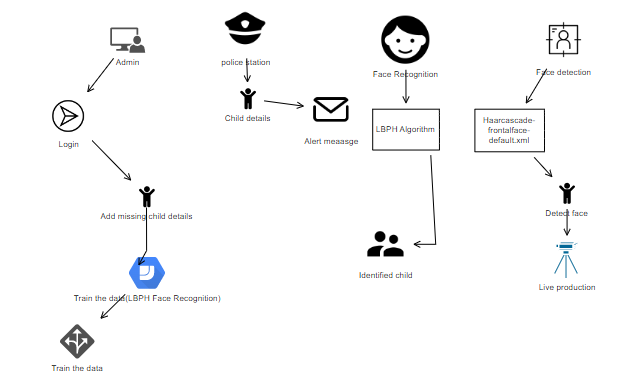 Admin
police station
Face Recognition
Face detection
Child details
Alert meaasge
LBPH Algorithm
Haarcascade-
frontalface-
default.xml
Login
Add missing child details
Detect face
Identified child
Live production
Train the data(LBPH Face Recognition)
Train the data